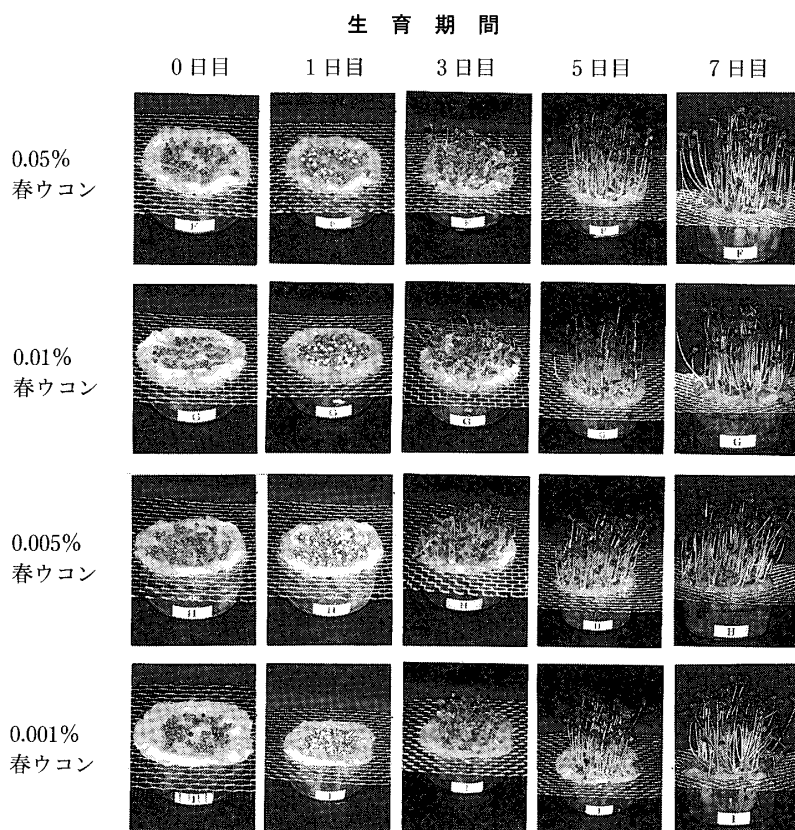 生育期間
0日目 1日目 3日目 5日目 7日目
0.05%
春ウコン
F F F F F
0.01%
春ウコン
G G G G G
0.005%
春ウコン
H H H H H
0.001%
春ウコン
I I I I